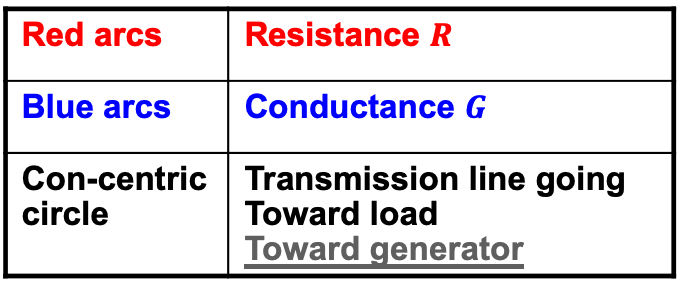 Red arcs Resistance R
Blue arcs Conductance G
Con-centric circle
Transmission line going
Toward load
Toward generator